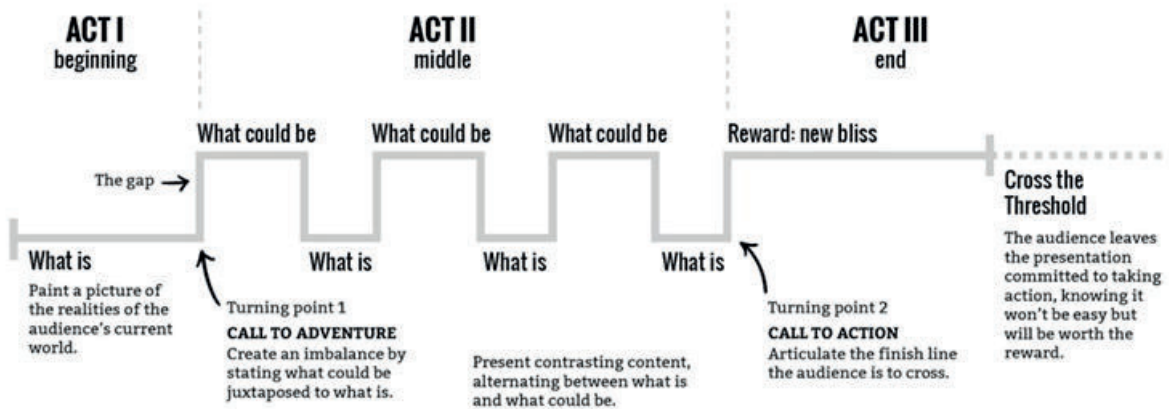 ACT I
beginning
ACT II
middle
ACT III
end
What could be
What could be
What could be
Reward: new bliss
The gap
What is
Paint a picture of
the realities of the
audience's current
world.
What is
What is
What is
Turning point 1
CALL TO ADVENTURE
Create an imbalance by
stating what could be
juxtaposed to what is.
Present contrasting content,
alternating between what is
and what could be.
Turning point 2
CALL TO ACTION
Articulate the finish line
the audience is to cross.
Cross the
Threshold
The audience leaves
the presentation
committed to taking
action, knowing it
won't be easy but
will be worth the
reward.